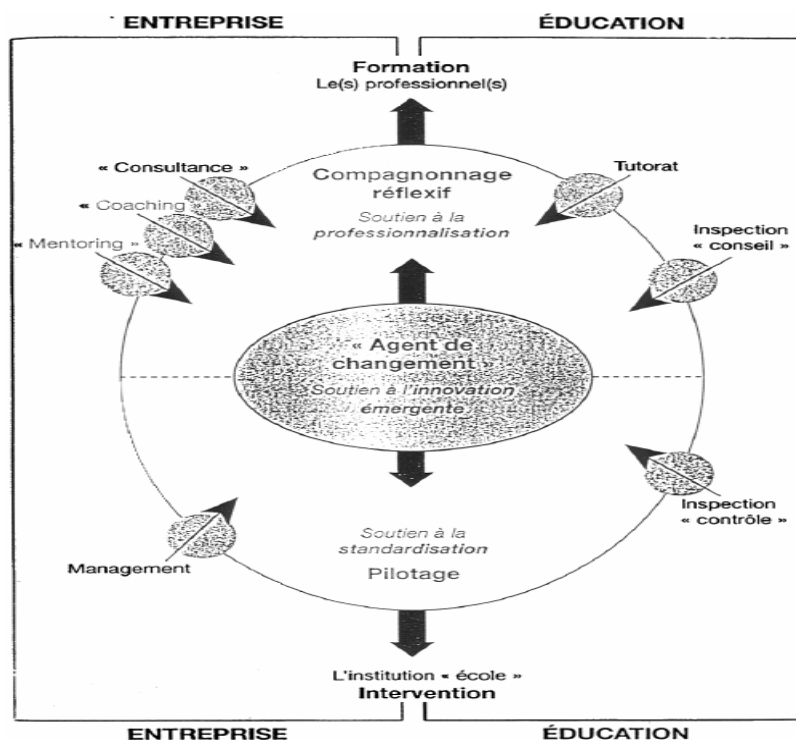 ENTREPRISE
ÉDUCATION
Formation
Le(s) professionnel(s)
« Consultance »
« Coaching »
« Mentoring »
Compagnonnage
réflexif
Soutien à la
professionnalisation
Tutorat
Inspection
« conseil »
« Agent de
changement »
Soutien à l'innovation
émergente
Inspection
« contrôle »
Management
Soutien à la
standardisation
Pilotage
L'institution « école »
Intervention
ENTREPRISE
ÉDUCATION